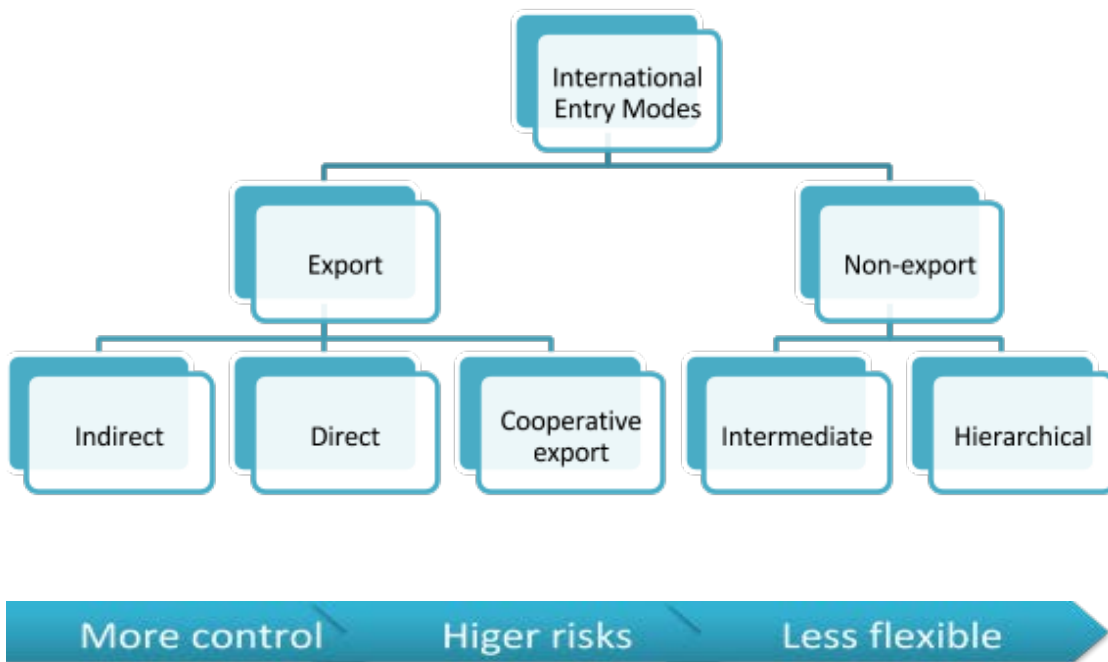 International
Entry Modes
Export
Non-export
Indirect
Direct
Cooperative
export
Intermediate
Hierarchical
More control
Higer risks
Less flexible